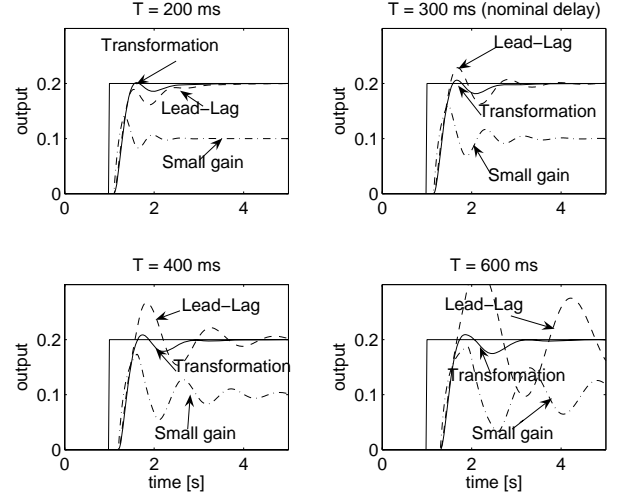 T = 200 ms
output
0.2
0.1
0
0
2
4
Transformation
Lead–Lag
Small gain
T = 300 ms (nominal delay)
output
0.2
0.1
0
0
2
4
Lead–Lag
Transformation
Small gain
T = 400 ms
output
0.2
0.1
0
0
2
4
time [s]
Lead–Lag
Transformation
Small gain
T = 600 ms
output
0.2
0.1
0
0
2
4
time [s]
Lead–Lag
Transformation
Small gain